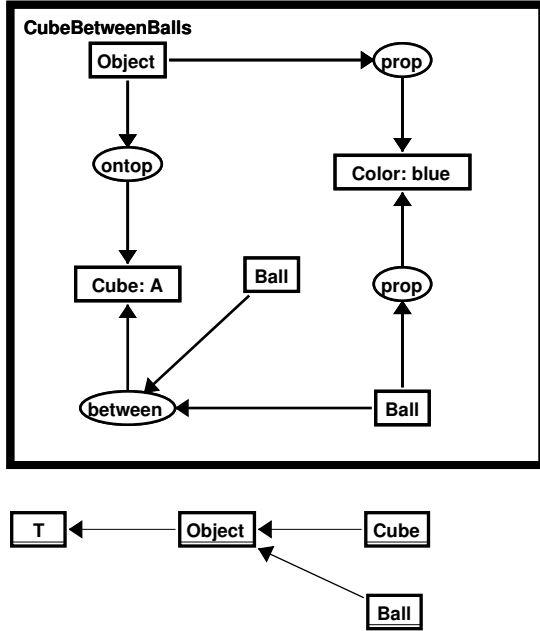 CubeBetweenBalls
Object
prop
ontop
Color: blue
Cube: A
Ball
prop
between
Ball
T
Object
Cube
Ball